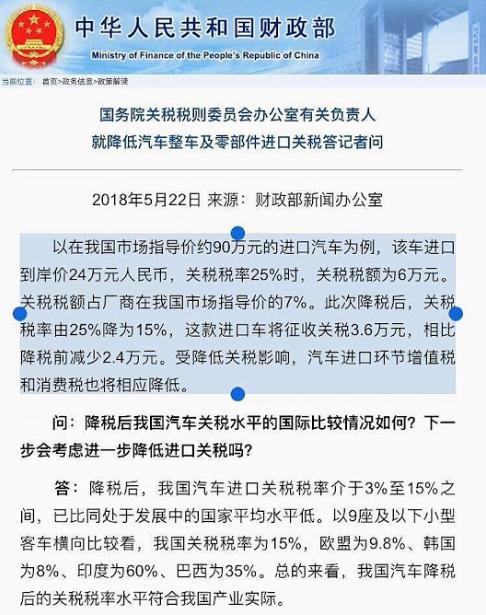 中华人民共和国财政部
Ministry of Finance of the People's Republic of China
当前位置：首页>政务信息>政策解读
国务院关税税则委员会办公室有关负责人
就降低汽车整车及零部件进口关税答记者问
2018年5月22日 来源：财政部新闻办公室
以在我国市场指导价约90万元的进口汽车为例，该车进口
到岸价24万元人民币，关税税率25%时，关税税额为6万元。
关税税额占厂商在我国市场指导价的7%。此次降税后，关税
税率由25%降为15%，这款进口车将征收关税3.6万元，相比
降税前减少2.4万元。受降低关税影响，汽车进口环节增值税
和消费税也将相应降低。
问：降税后我国汽车关税水平的国际比较情况如何？下一
步会考虑进一步降低进口关税吗？
答：降税后，我国汽车进口关税税率介于3%至15%之
间，已比同处于发展中的国家平均水平低。以9座及以下小型
客车横向比较看，我国关税税率为15%，欧盟为9.8%、韩国
为8%、印度为60%、巴西为35%。总的来看，我国汽车降税
后的关税税率水平符合我国产业实际。